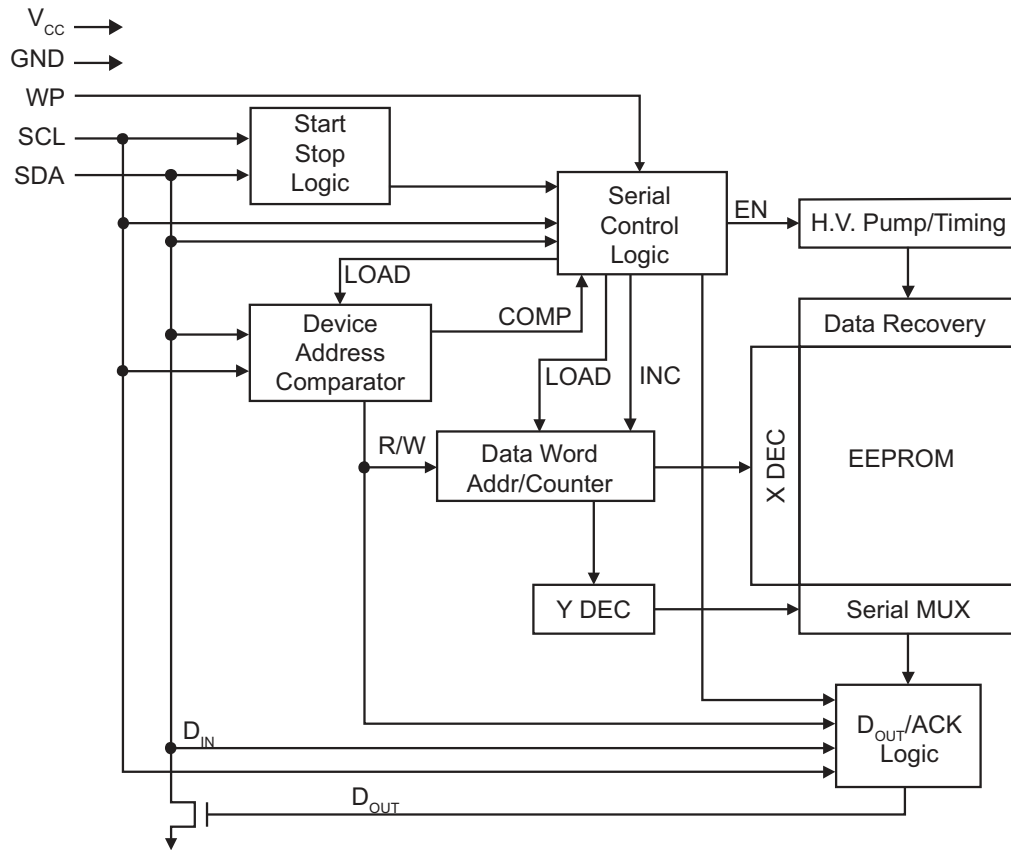 VCC
GND
WP
SCL
SDA
Start
Stop
Logic
Serial
Control
Logic
EN
H.V. Pump/Timing
LOAD
COMP
Device
Address
Comparator
Data Recovery
LOAD
INC
R/W
Data Word
Addr/Counter
X DEC
EEPROM
Y DEC
Serial MUX
DOUT/ACK
Logic
DIN
DOUT